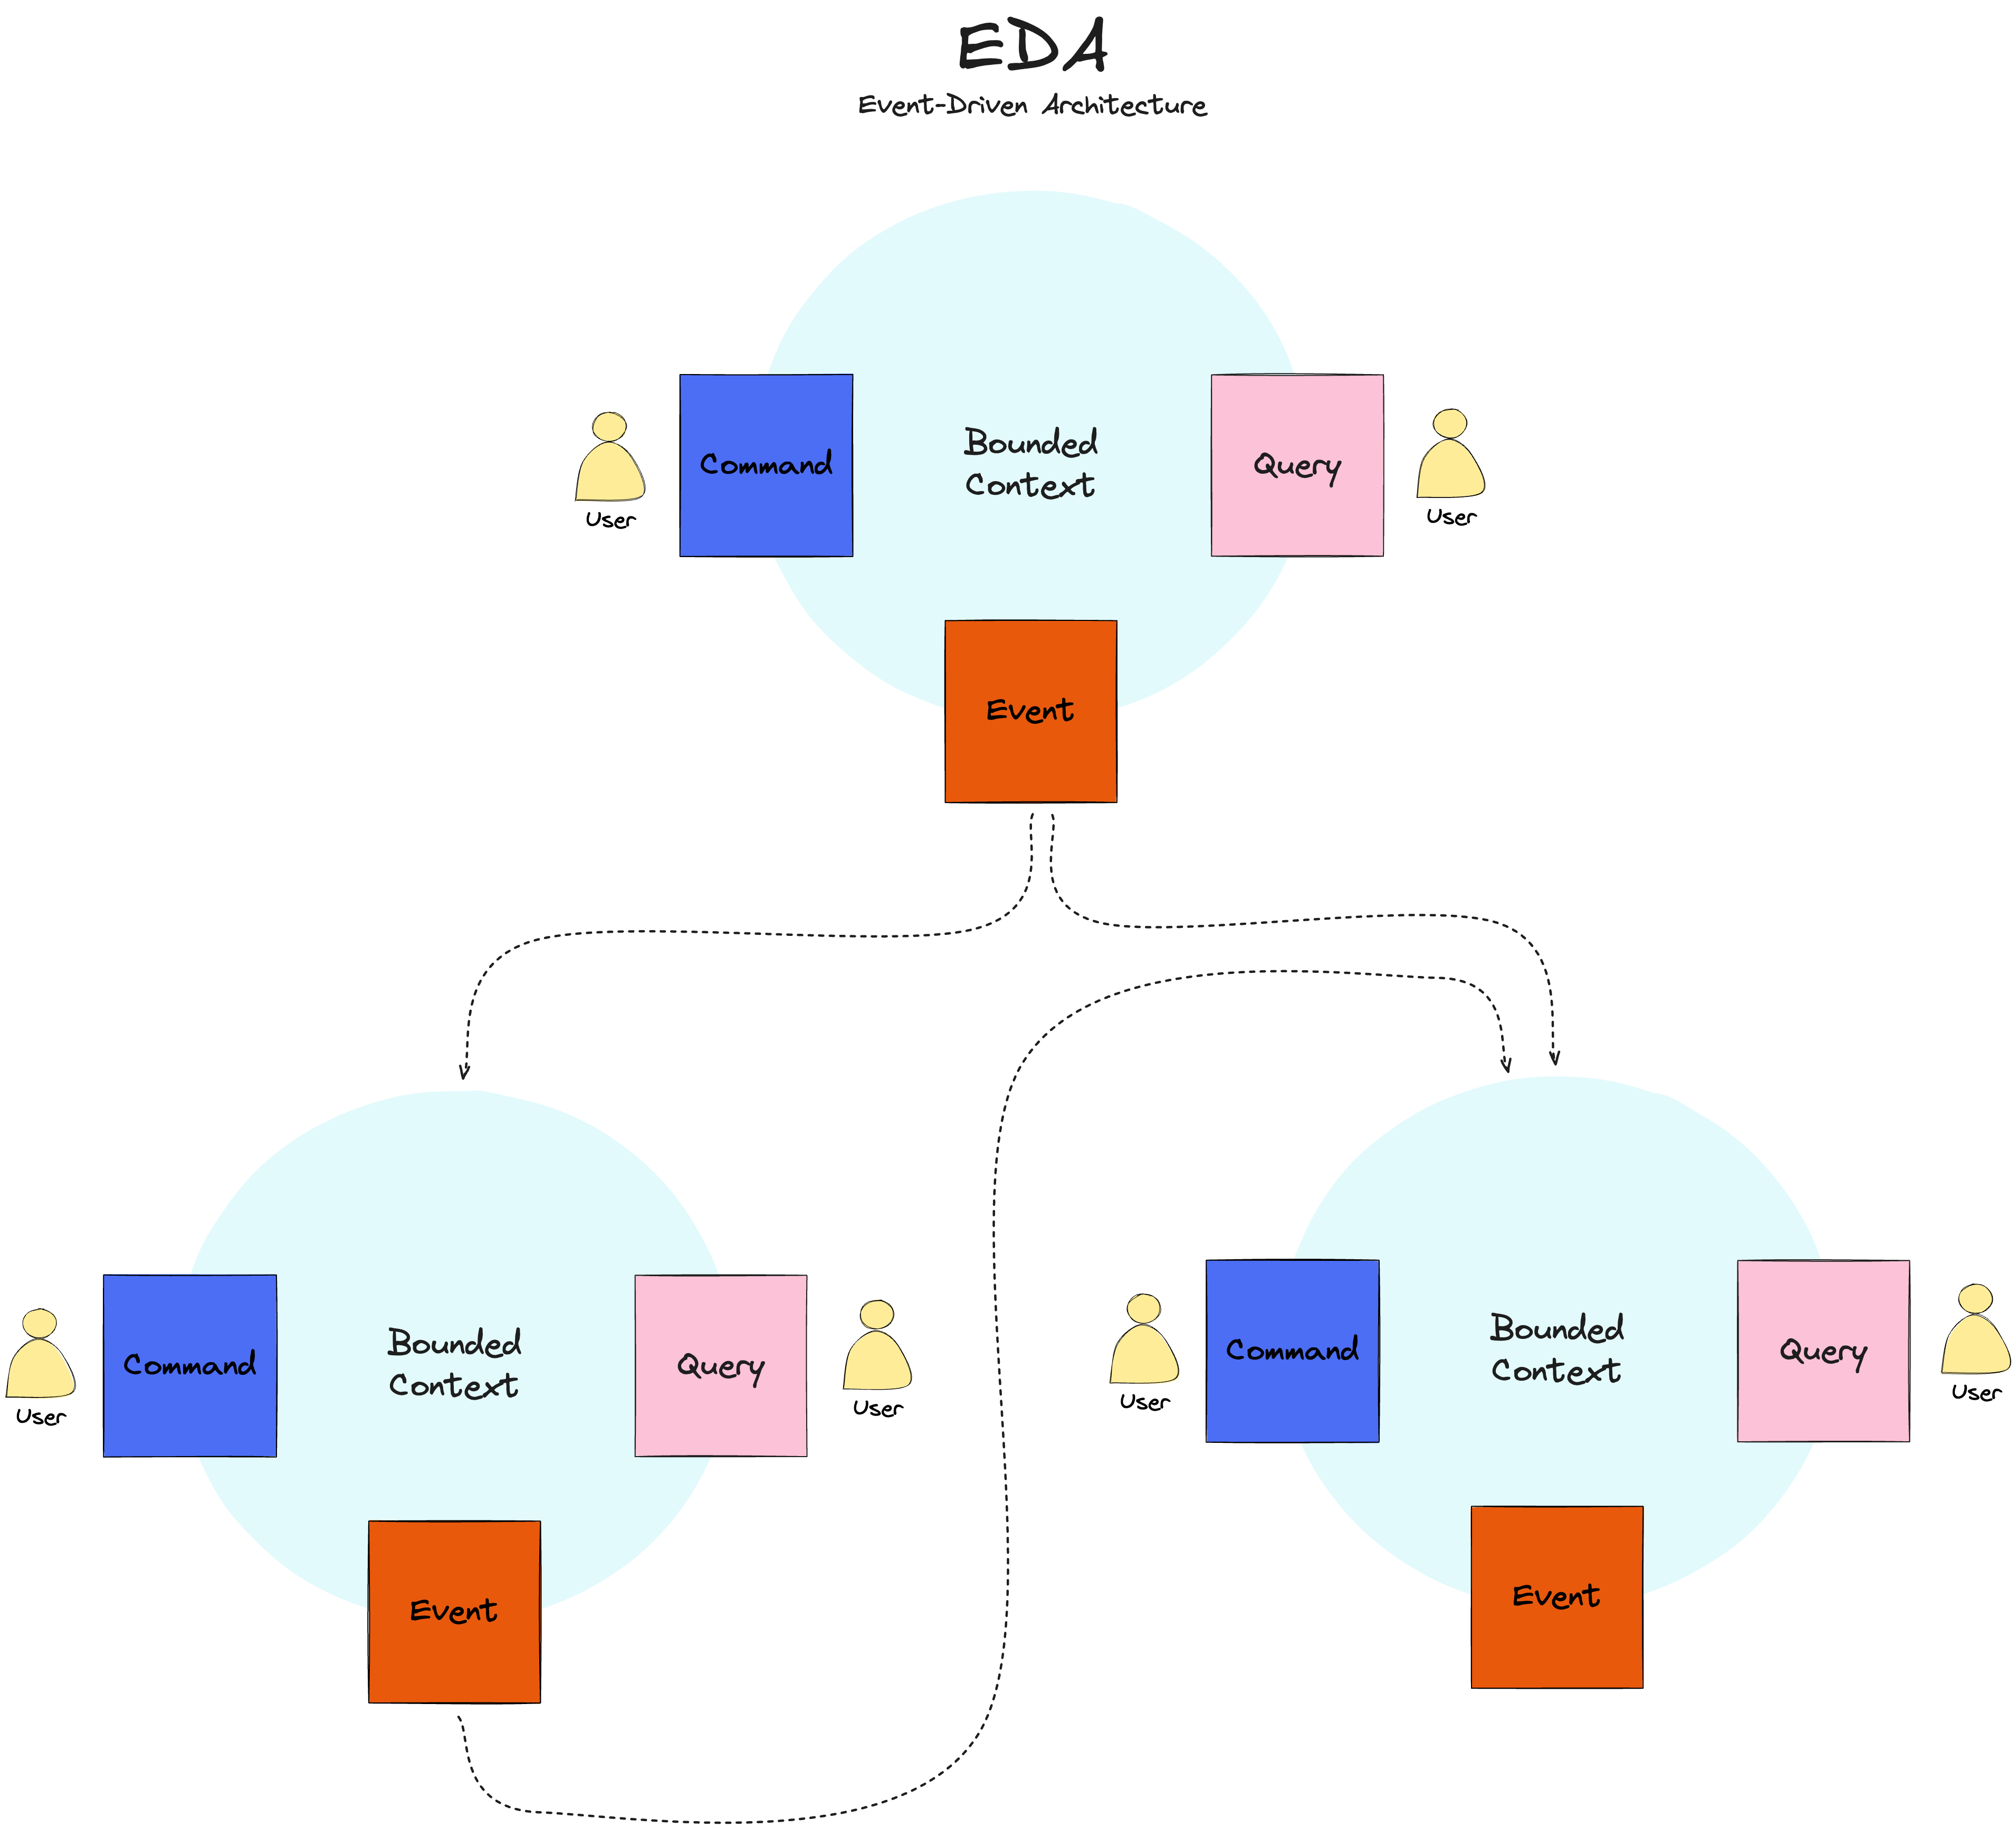 EDA
Event-Driven Architecture
Command
Bounded
Context
Query
User
User
Event
Command
Bounded
Context
Query
User
User
Event
Command
Bounded
Context
Query
User
User
Event